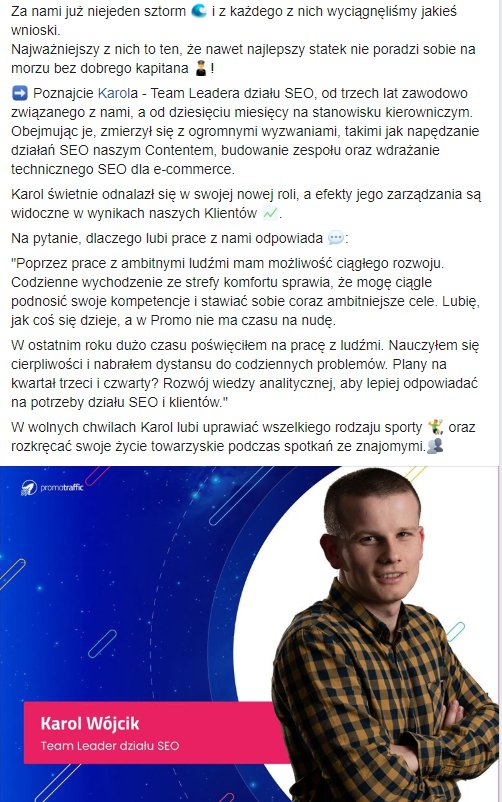 Za nami już niejeden sztorm 🌊 i z każdego z nich wyciągnęliśmy jakieś
wnioski.
Najważniejszy z nich to ten, że nawet najlepszy statek nie poradzi sobie na
morzu bez dobrego kapitana 👨‍✈️!
➡️ Poznajcie Karola - Team Leadera działu SEO, od trzech lat zawodowo
związanego z nami, a od dziesięciu miesięcy na stanowisku kierowniczym.
Obejmując je, zmierzył się z ogromnymi wyzwaniami, takimi jak napędzanie
działań SEO naszym Contentem, budowanie zespołu oraz wdrażanie
technicznego SEO dla e-commerce.
Karol świetnie odnalazł się w swojej nowej roli, a efekty jego zarządzania są
widoczne w wynikach naszych Klientów 📈.
Na pytanie, dlaczego lubi prace z nami odpowiada 💬:
"Poprzez prace z ambitnymi ludźmi mam możliwość ciągłego rozwoju.
Codzienne wychodzenie ze strefy komfortu sprawia, że mogę ciągle
podnosić swoje kompetencje i stawiać sobie coraz ambitniejsze cele. Lubię,
jak coś się dzieje, a w Promo nie ma czasu na nudę.
W ostatnim roku dużo czasu poświęciłem na pracę z ludźmi. Nauczyłem się
cierpliwości i nabrałem dystansu do codziennych problemów. Plany na
kwartał trzeci i czwarty? Rozwój wiedzy analitycznej, aby lepiej odpowiadać
na potrzeby działu SEO i klientów."
W wolnych chwilach Karol lubi uprawiać wszelkiego rodzaju sporty 🤾 oraz
rozkręcać swoje życie towarzyskie podczas spotkań ze znajomymi.👥
promotraffic
Karol Wójcik
Team Leader działu SEO